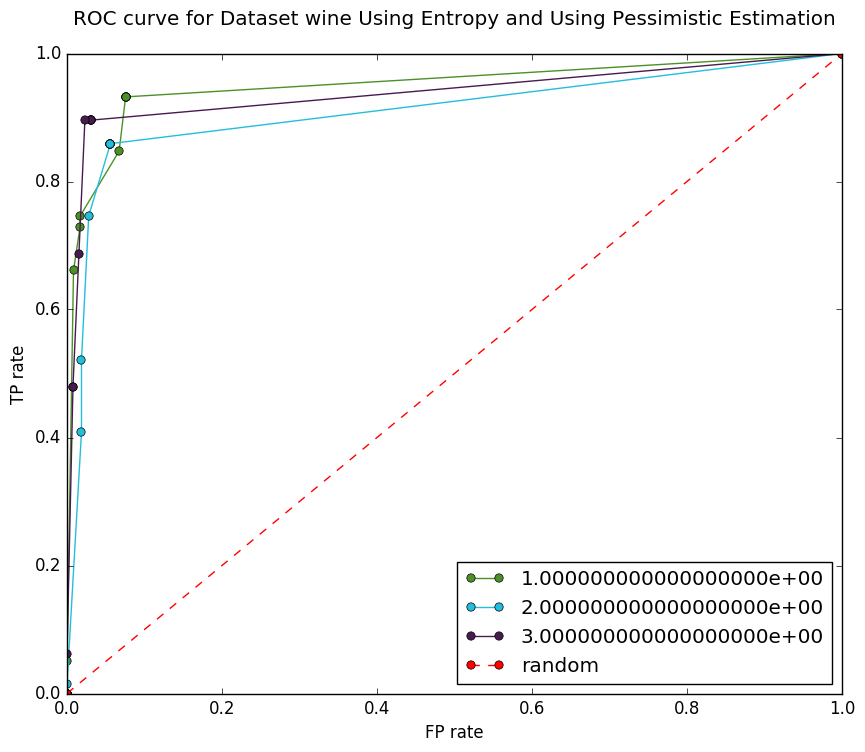 ROC curve for Dataset wine Using Entropy and Using Pessimistic Estimation
1.0
0.8
0.6
0.4
0.2
0.0
TP rate
0.0 0.2 0.4 0.6 0.8 1.0
FP rate
1.000000000000000000e+00
2.000000000000000000e+00
3.000000000000000000e+00
random